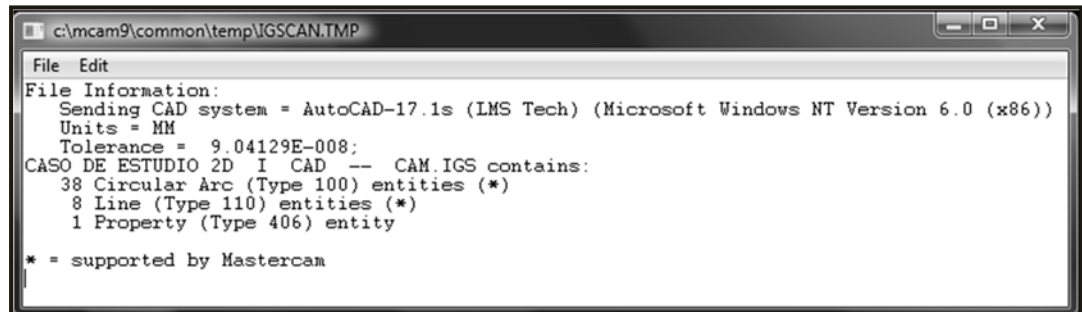 c:\mcam9\common\temp\IGSCAN.TMP
File Edit
File Information:
Sending CAD system = AutoCAD-17.1s (LMS Tech) (Microsoft Windows NT Version 6.0 (x86))
Units = MM
Tolerance = 9.04129E-008;
CASO DE ESTUDIO 2D I CAD -- CAM.IGS contains:
38 Circular Arc (Type 100) entities (*)
8 Line (Type 110) entities (*)
1 Property (Type 406) entity
* = supported by Mastercam